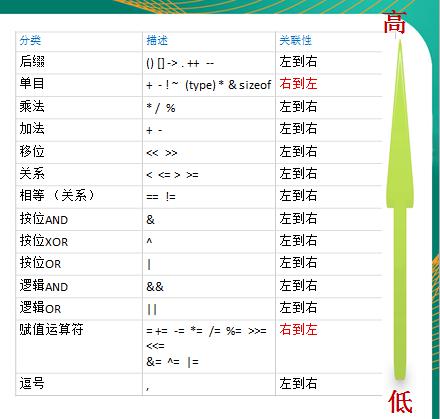 高
分类 描述 关联性
后缀 () [] -> . ++ -- 左到右
单目 + - ! ~ (type) * & sizeof 右到左
乘法 * / % 左到右
加法 + - 左到右
移位 << >> 左到右
关系 < <= > >= 左到右
相等 （关系） == != 左到右
按位AND & 左到右
按位XOR ^ 左到右
按位OR | 左到右
逻辑AND && 左到右
逻辑OR || 左到右
赋值运算符 = += -= *= /= %= >>= 右到左
<<=
&= ^= |=
逗号 , 左到右
低